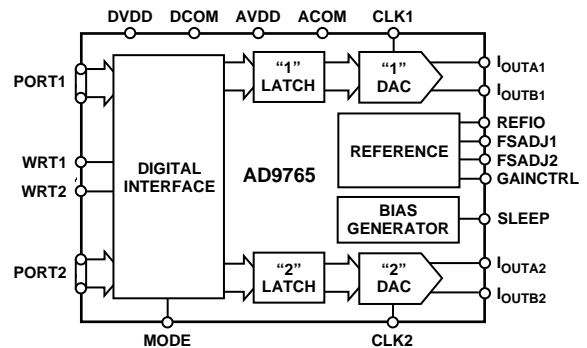 DVDD DCOM AVDD ACOM CLK1
PORT1
WRT1
WRT2
PORT2
DIGITAL
INTERFACE
MODE
“1”
LATCH
“1”
DAC
IOUTA1
IOUTB1
AD9765
REFERENCE
REFIO
FSADJ1
FSADJ2
GAINCTRL
BIAS
GENERATOR
SLEEP
“2”
LATCH
“2”
DAC
IOUTA2
IOUTB2
CLK2